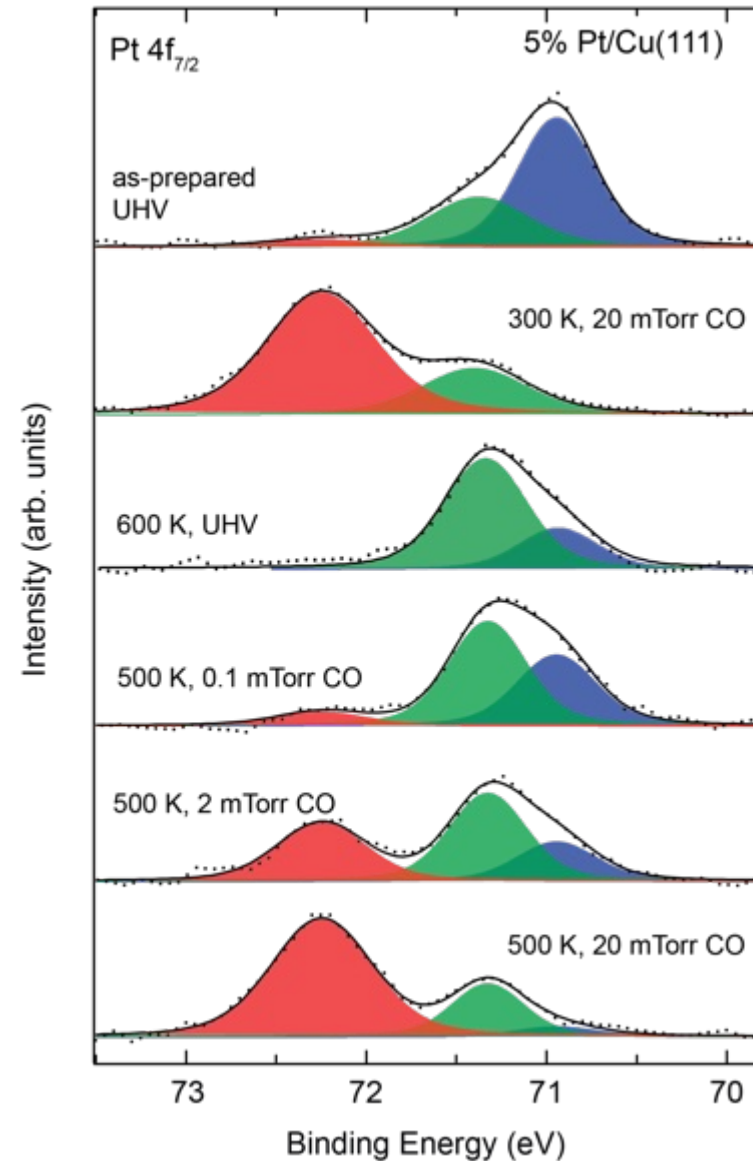 Pt 4f7/2
5% Pt/Cu(111)
as-prepared
UHV
300 K, 20 mTorr CO
600 K, UHV
500 K, 0.1 mTorr CO
500 K, 2 mTorr CO
500 K, 20 mTorr CO
Intensity (arb. units)
73 72 71 70
Binding Energy (eV)